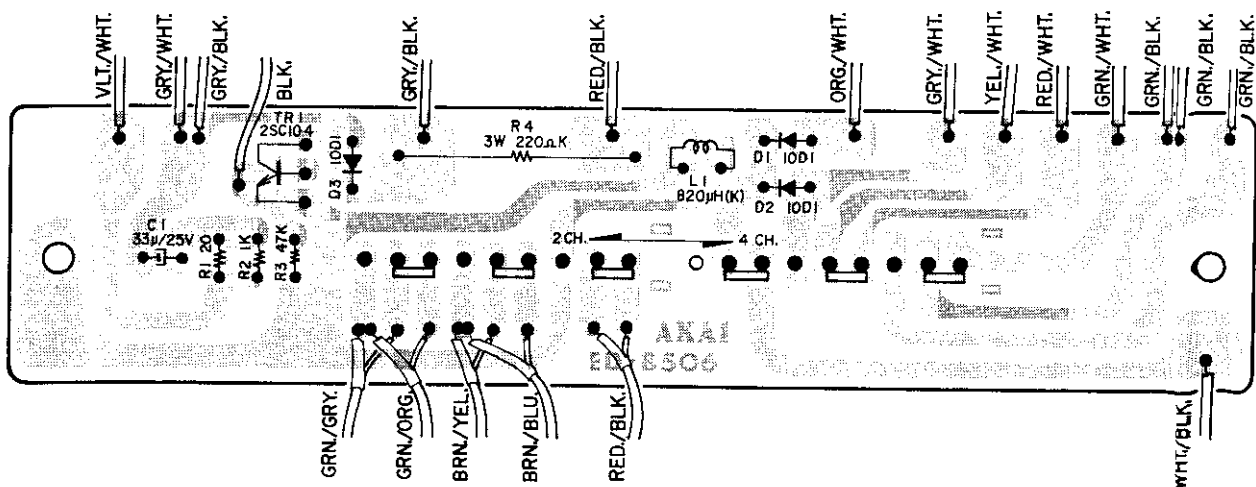 VLT./WHT.
GRY./WHT.
GRY./BLK.
BLK.
GRY./BLK.
RED./BLK.
ORG./WHT.
GRY./WHT.
YEL./WHT.
RED./WHT.
GRN./WHT.
GRN./BLK.
GRN./BLK.
GRN./BLK.
TR1
2SC104
D3 10D1
R4
3W 220ΩK
L1
820μH(K)
D1 10D1
D2 10D1
C1
33μ/25V
R1 20
R2 1K
R3 47K
2CH. 4CH.
AKAI
GRN./GRY.
GRN./ORG.
BRN./YEL.
BRN./BLU.
RED./BLK.
WHT./BLK.